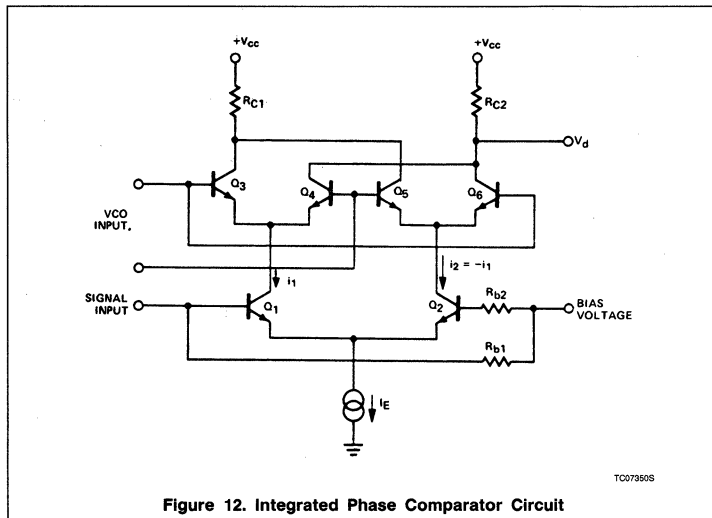 +Vcc
+Vcc
RC1
RC2
Vd
Q3
Q4
Q5
Q6
VCO
INPUT.
i1
i2 = -i1
SIGNAL
INPUT
Q1
Q2
Rb2
BIAS
VOLTAGE
Rb1
IE
TC07350S
Figure 12. Integrated Phase Comparator Circuit